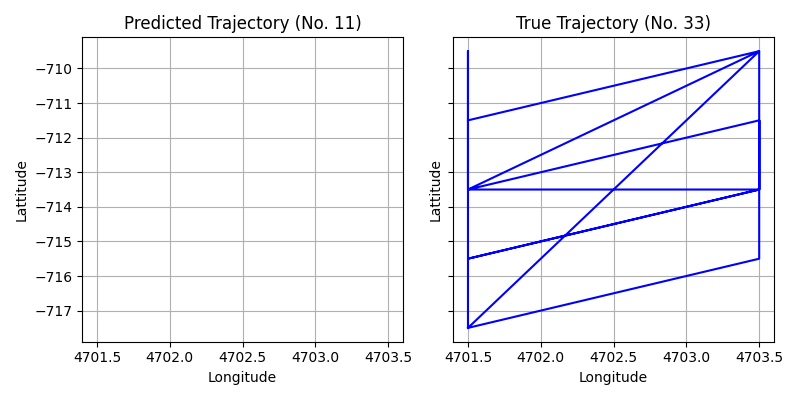 Predicted Trajectory (No. 11)
True Trajectory (No. 33)
−710
−711
−712
−713
−714
−715
−716
−717
Lattitude
Lattitude
4701.5 4702.0 4702.5 4703.0 4703.5
4701.5 4702.0 4702.5 4703.0 4703.5
Longitude
Longitude